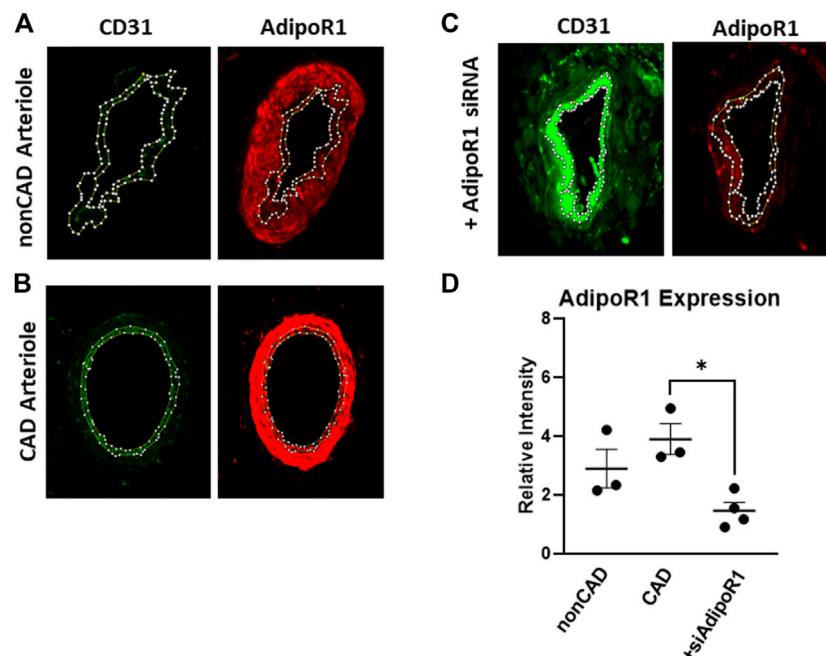 A
CD31
AdipoR1
nonCAD Arteriole
B
CAD Arteriole
C
CD31
AdipoR1
+ AdipoR1 siRNA
D
AdipoR1 Expression
*
8
6
4
2
0
Relative Intensity
nonCAD
CAD
+siAdipoR1